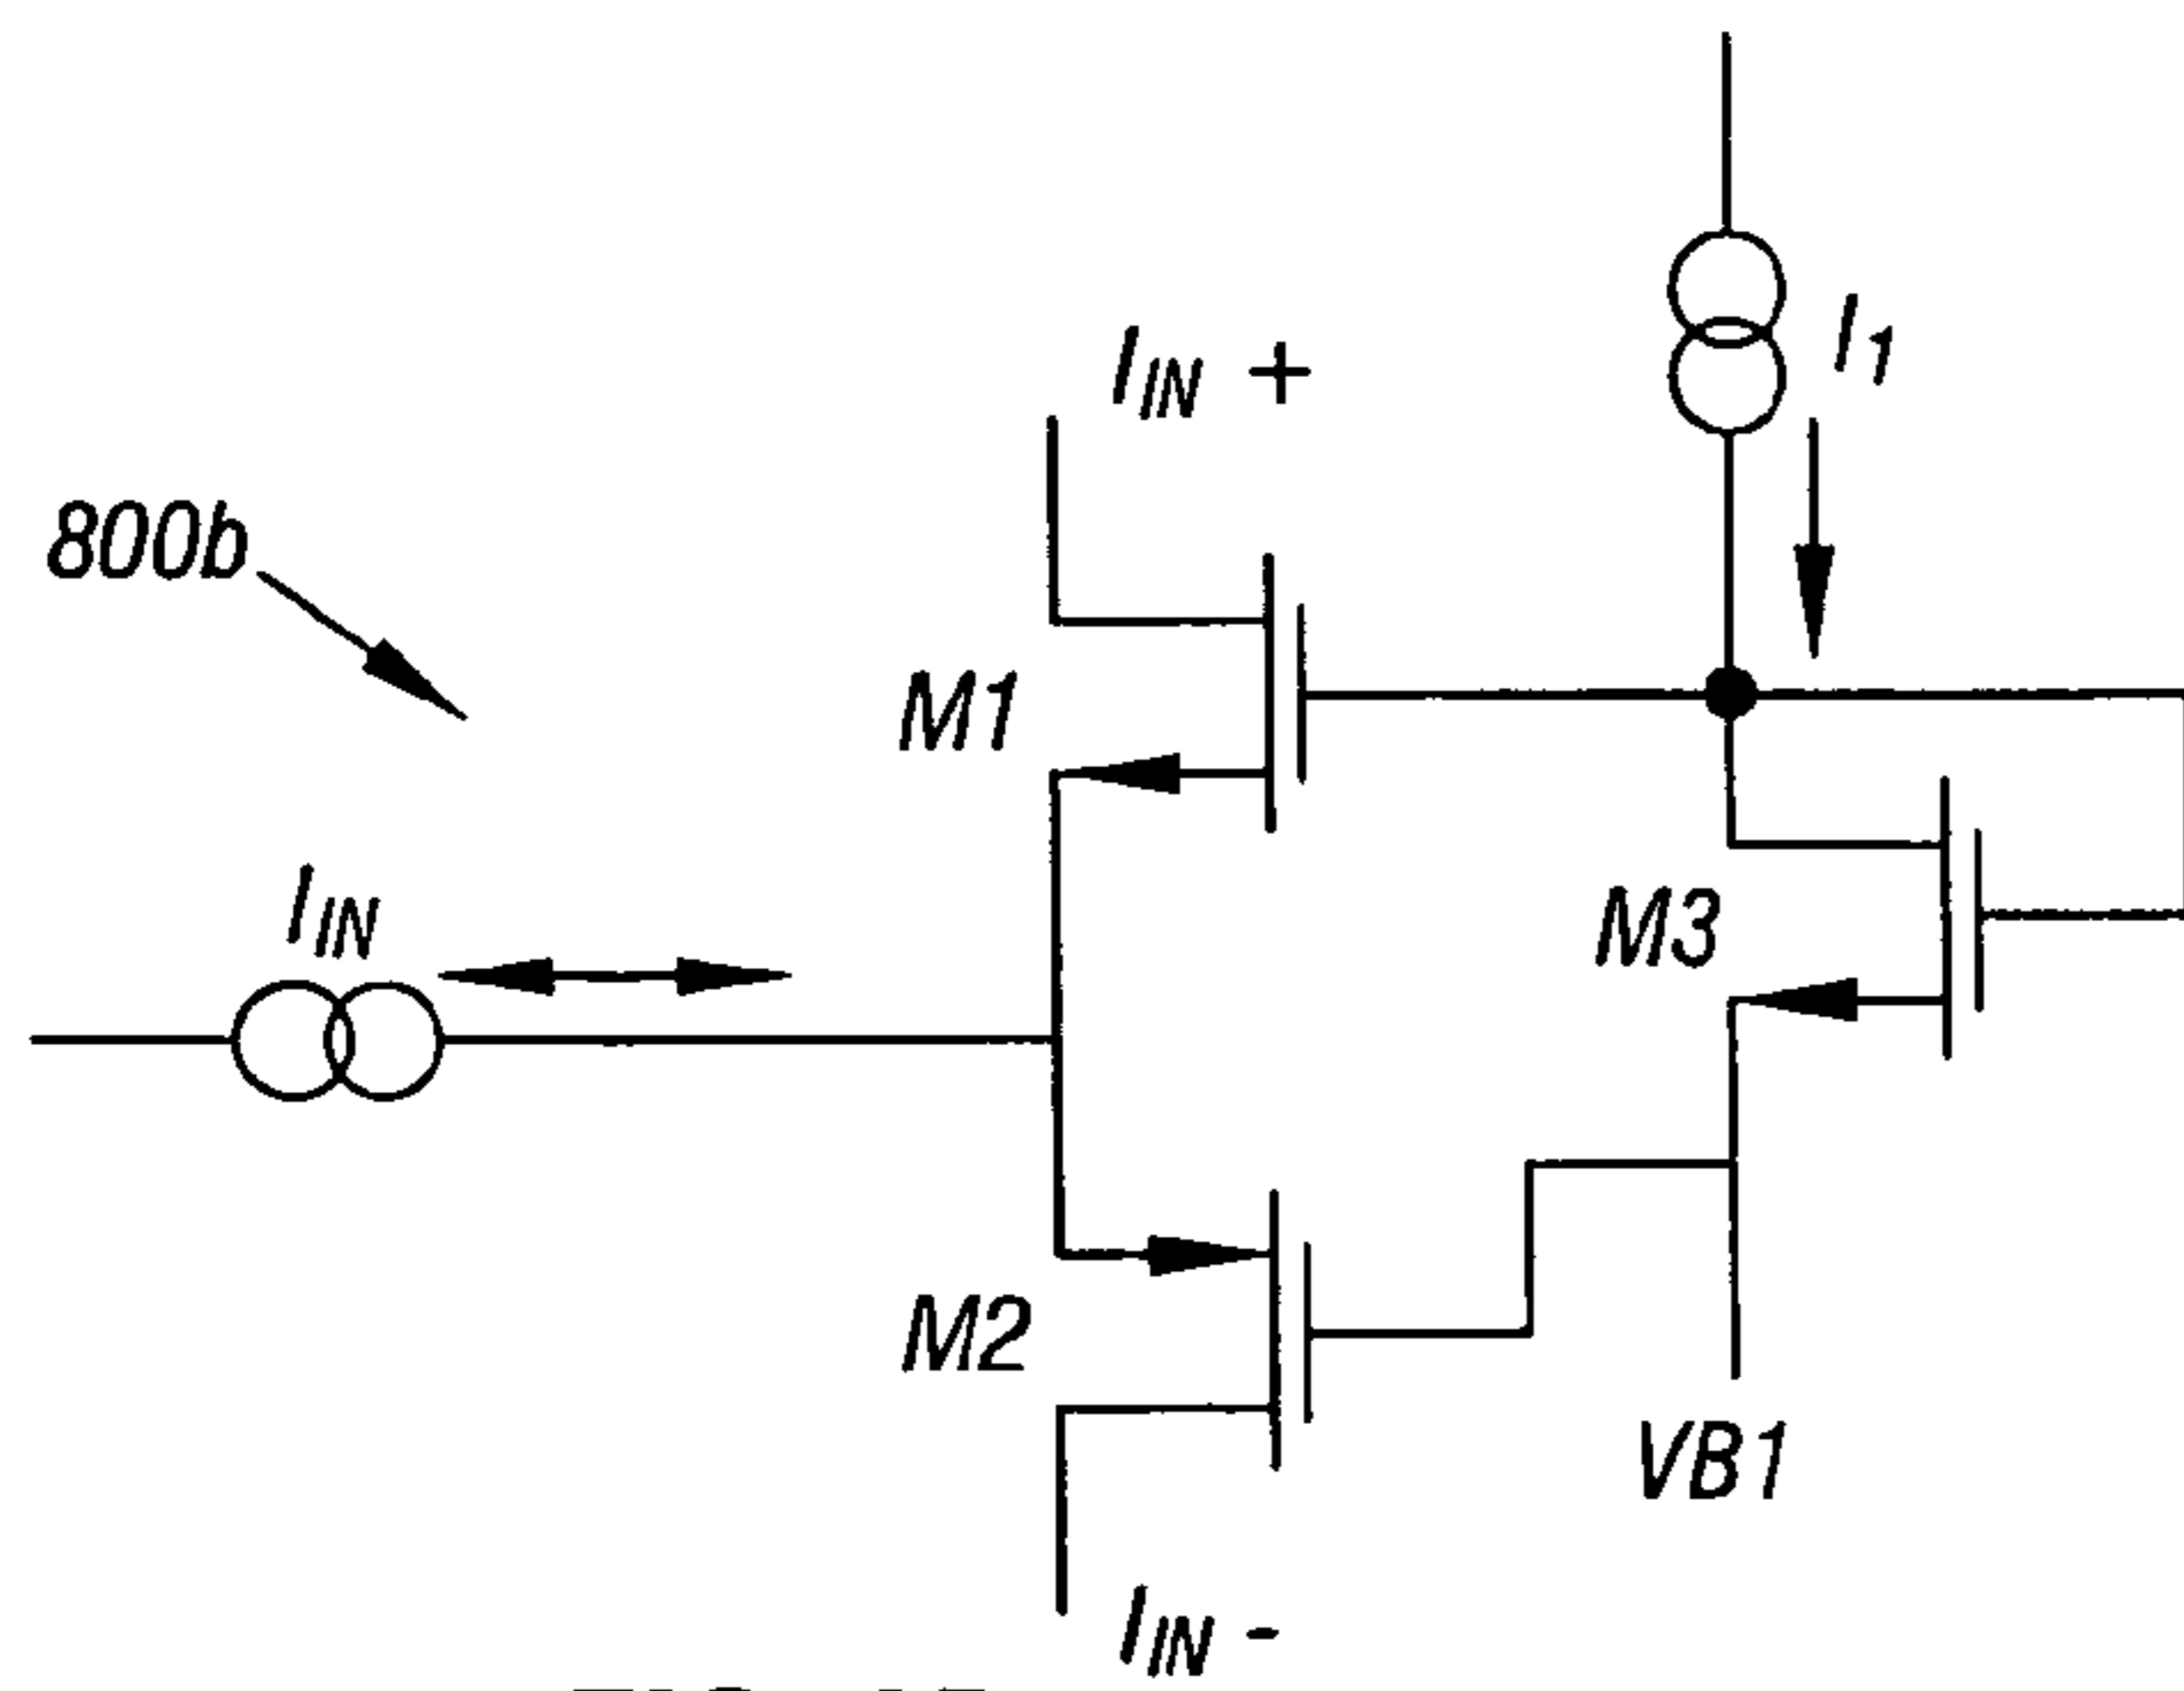 I_IN +
I_1
800b
M1
I_IN
M3
M2
VB1
I_IN -